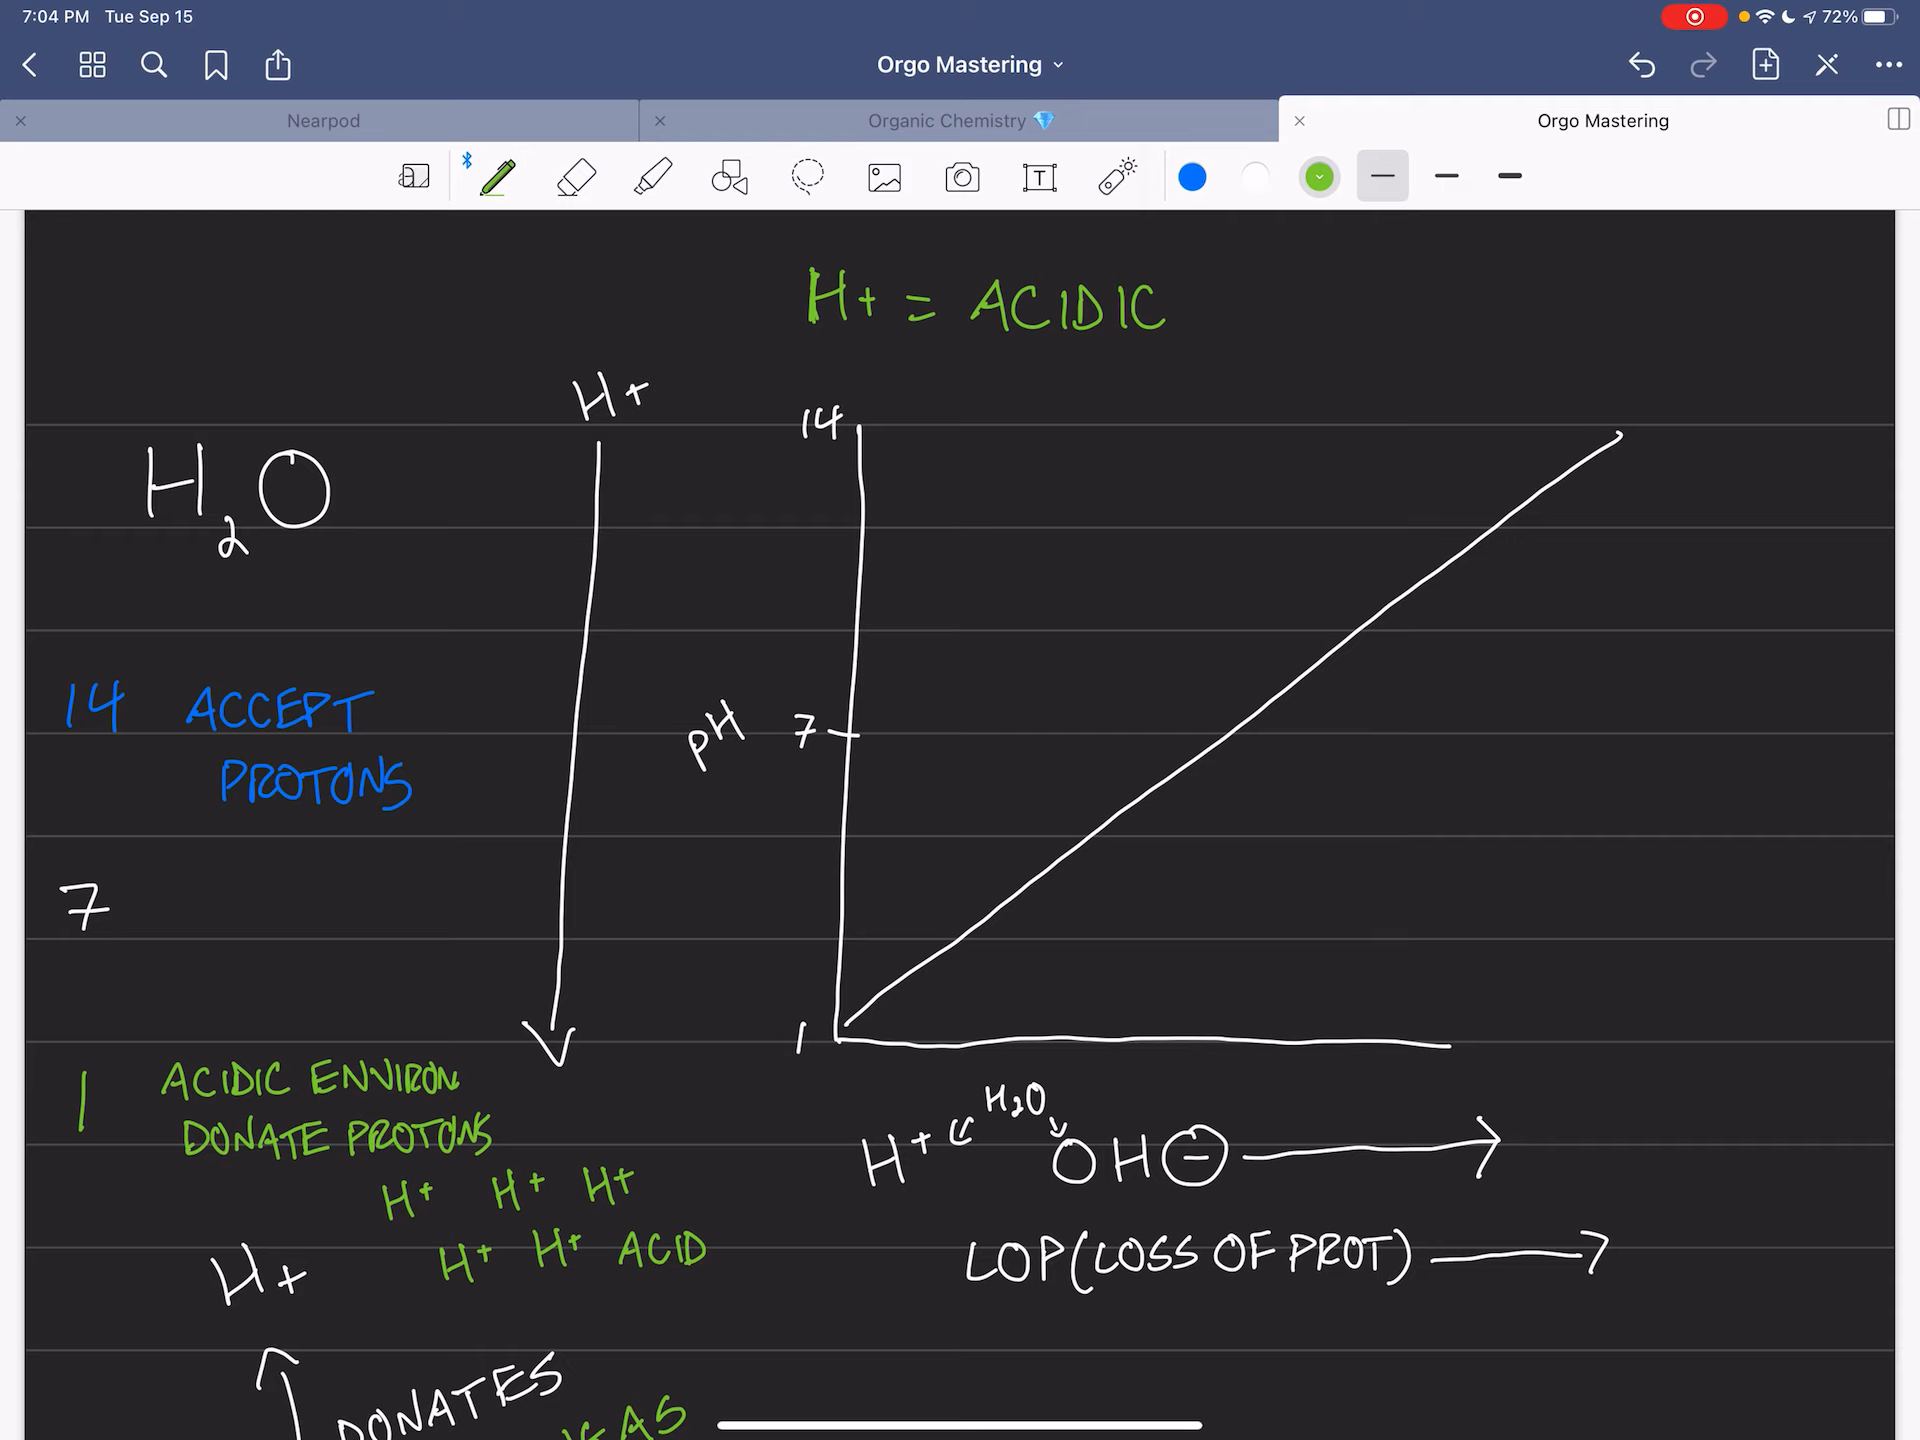 7:04 PM Tue Sep 15
72%
Orgo Mastering
Nearpod
Organic Chemistry 💎
Orgo Mastering
H+ = ACIDIC
H+
14
H2O
14 ACCEPT
PROTONS
pH 7
7
1
1 ACIDIC ENVIRON
DONATE PROTONS
H+ H+ H+
H+ H+ ACID
H2O
H+ OH⊖
LOP(LOSS OF PROT)
H+
DONATES